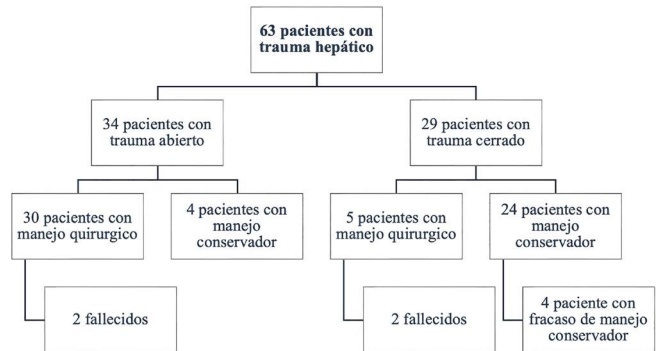 63 pacientes con
trauma hepático
34 pacientes con
trauma abierto
29 pacientes con
trauma cerrado
30 pacientes con
manejo quirurgico
4 pacientes con
manejo
conservador
5 pacientes con
manejo quirurgico
24 pacientes con
manejo
conservador
2 fallecidos
2 fallecidos
4 paciente con
fracaso de manejo
conservador